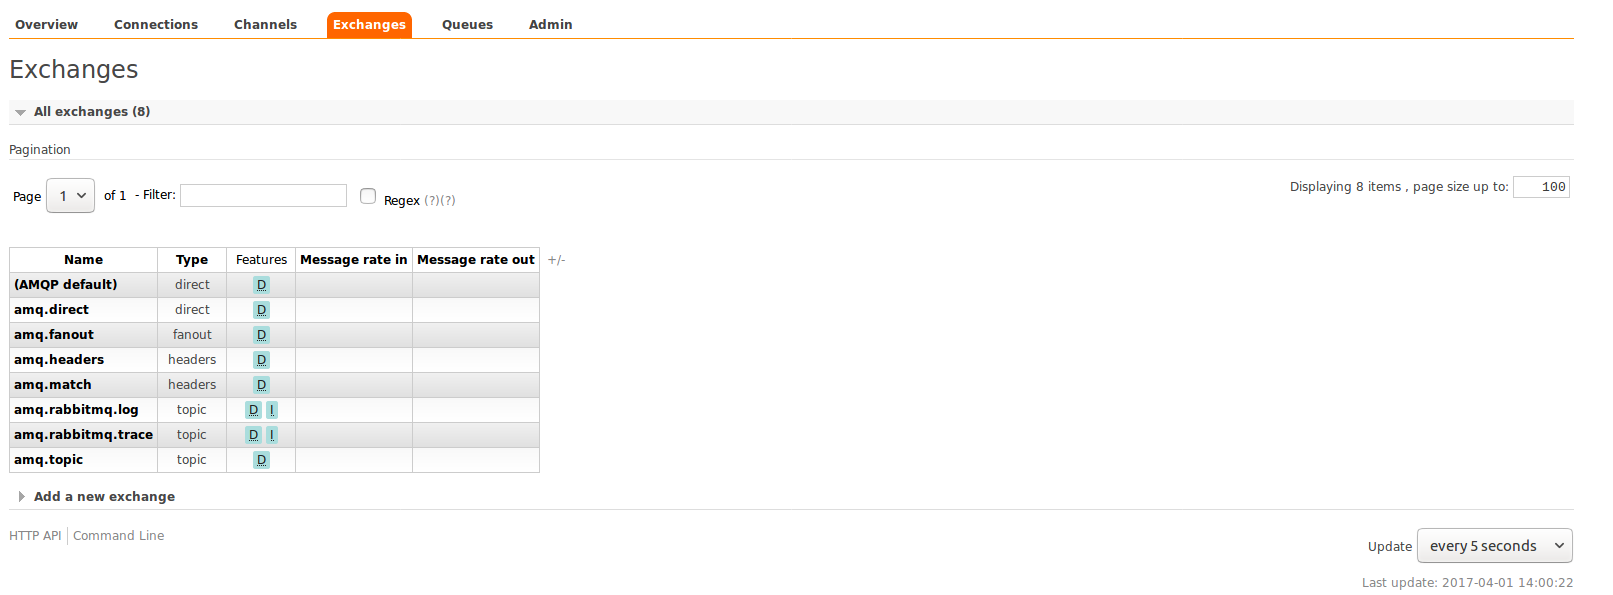 Overview Connections Channels Exchanges Queues Admin
Exchanges
All exchanges (8)
Pagination
Page 1 of 1 - Filter: Regex (?)(?) Displaying 8 items , page size up to: 100
Name Type Features Message rate in Message rate out +/-
(AMQP default) direct D
amq.direct direct D
amq.fanout fanout D
amq.headers headers D
amq.match headers D
amq.rabbitmq.log topic D I
amq.rabbitmq.trace topic D I
amq.topic topic D
Add a new exchange
HTTP API Command Line
Update every 5 seconds
Last update: 2017-04-01 14:00:22